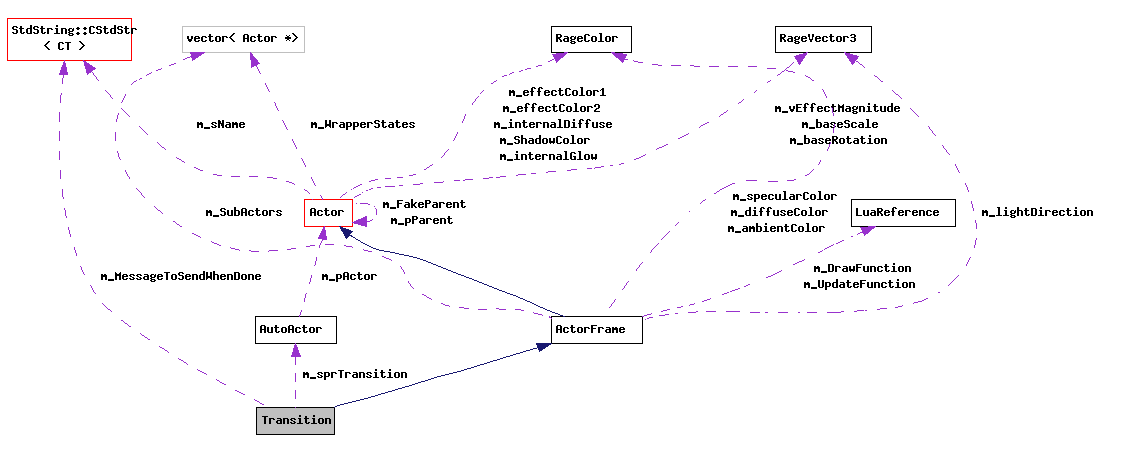 StdString::CStdStr
< CT >
vector< Actor *>
RageColor
RageVector3
m_sName
m_WrapperStates
m_effectColor1
m_effectColor2
m_internalDiffuse
m_ShadowColor
m_internalGlow
m_vEffectMagnitude
m_baseScale
m_baseRotation
m_SubActors
Actor
m_FakeParent
m_pParent
m_specularColor
m_diffuseColor
m_ambientColor
LuaReference
m_lightDirection
m_MessageToSendWhenDone
m_pActor
m_DrawFunction
m_UpdateFunction
AutoActor
ActorFrame
m_sprTransition
Transition